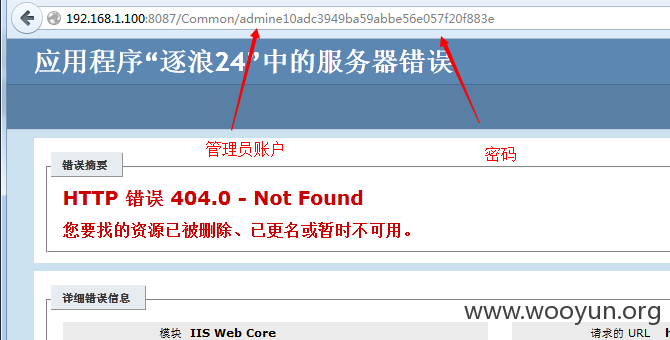 192.168.1.100:8087/Common/admine10adc3949ba59abbe56e057f20f883e
应用程序“逐浪24”中的服务器错误
管理员账户
密码
错误摘要
HTTP 错误 404.0 - Not Found
您要找的资源已被删除、已更名或暂时不可用。
详细错误信息
www.wooyun.org
模块 IIS Web Core
请求的 URL h